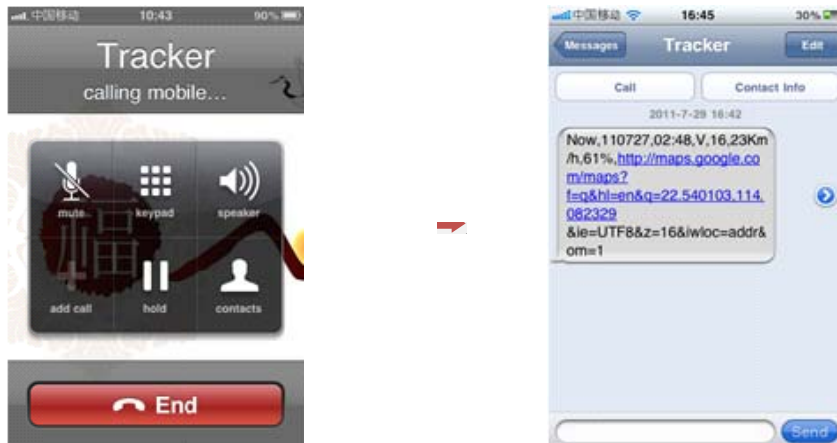 中国移动 10:43 90%
Tracker
calling mobile...
mute
keypad
speaker
福
add call
hold
contacts
End
中国移动 16:45 30%
Messages
Tracker
Edit
Call
Contact Info
2011-7-29 16:42
Now,110727,02:48,V,16,23Km
/h,61%,http://maps.google.co
m/maps?
f=q&hl=en&q=22.540103,114.
082329
&ie=UTF8&z=16&iwloc=addr&
om=1
Send